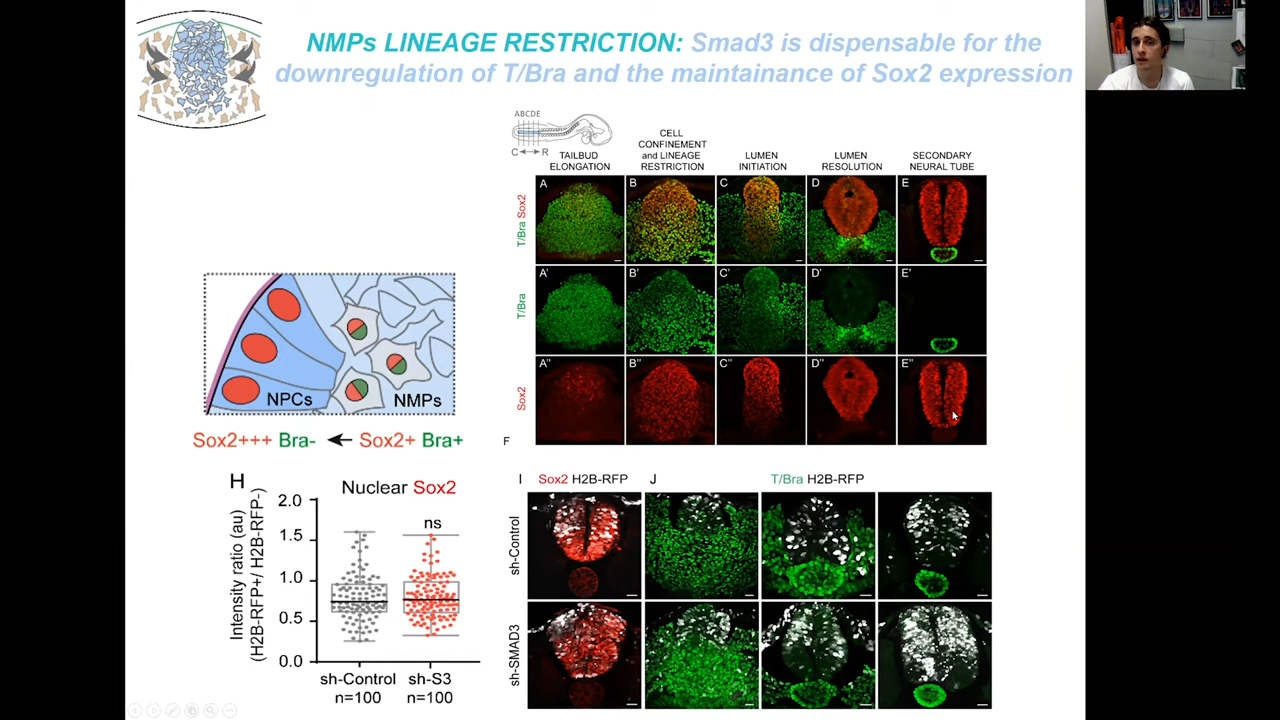 NMPs LINEAGE RESTRICTION: Smad3 is dispensable for the
downregulation of T/Bra and the maintainance of Sox2 expression
ABCDE
C R
TAILBUD
ELONGATION
CELL
CONFINEMENT
and LINEAGE
RESTRICTION
LUMEN
INITIATION
LUMEN
RESOLUTION
SECONDARY
NEURAL TUBE
T/Bra Sox2
A B C D E
T/Bra
A' B' C' D' E'
Sox2
A'' B'' C'' D'' E''
F
NPCs NMPs
Sox2+++ Bra- Sox2+ Bra+
H
Nuclear Sox2
ns
Intensity ratio (au)
(H2B-RFP+/ H2B-RFP-)
2.0
1.5
1.0
0.5
0.0
sh-Control
n=100
sh-S3
n=100
I Sox2 H2B-RFP
J T/Bra H2B-RFP
sh-Control
sh-SMAD3